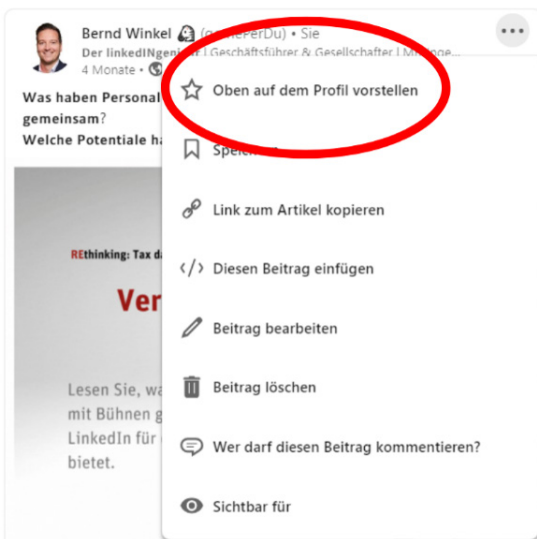 Bernd Winkel
• Sie
Der linkedINgenieur | Geschäftsführer & Gesellschafter |
4 Monate •
Oben auf dem Profil vorstellen
Was haben Personal
gemeinsam?
Welche Potentiale
Speichern
Link zum Artikel kopieren
REthinking: Tax
Diesen Beitrag einfügen
Ver
Beitrag bearbeiten
Lesen Sie,
Beitrag löschen
mit Bühnen
LinkedIn für
Wer darf diesen Beitrag kommentieren?
bietet.
Sichtbar für